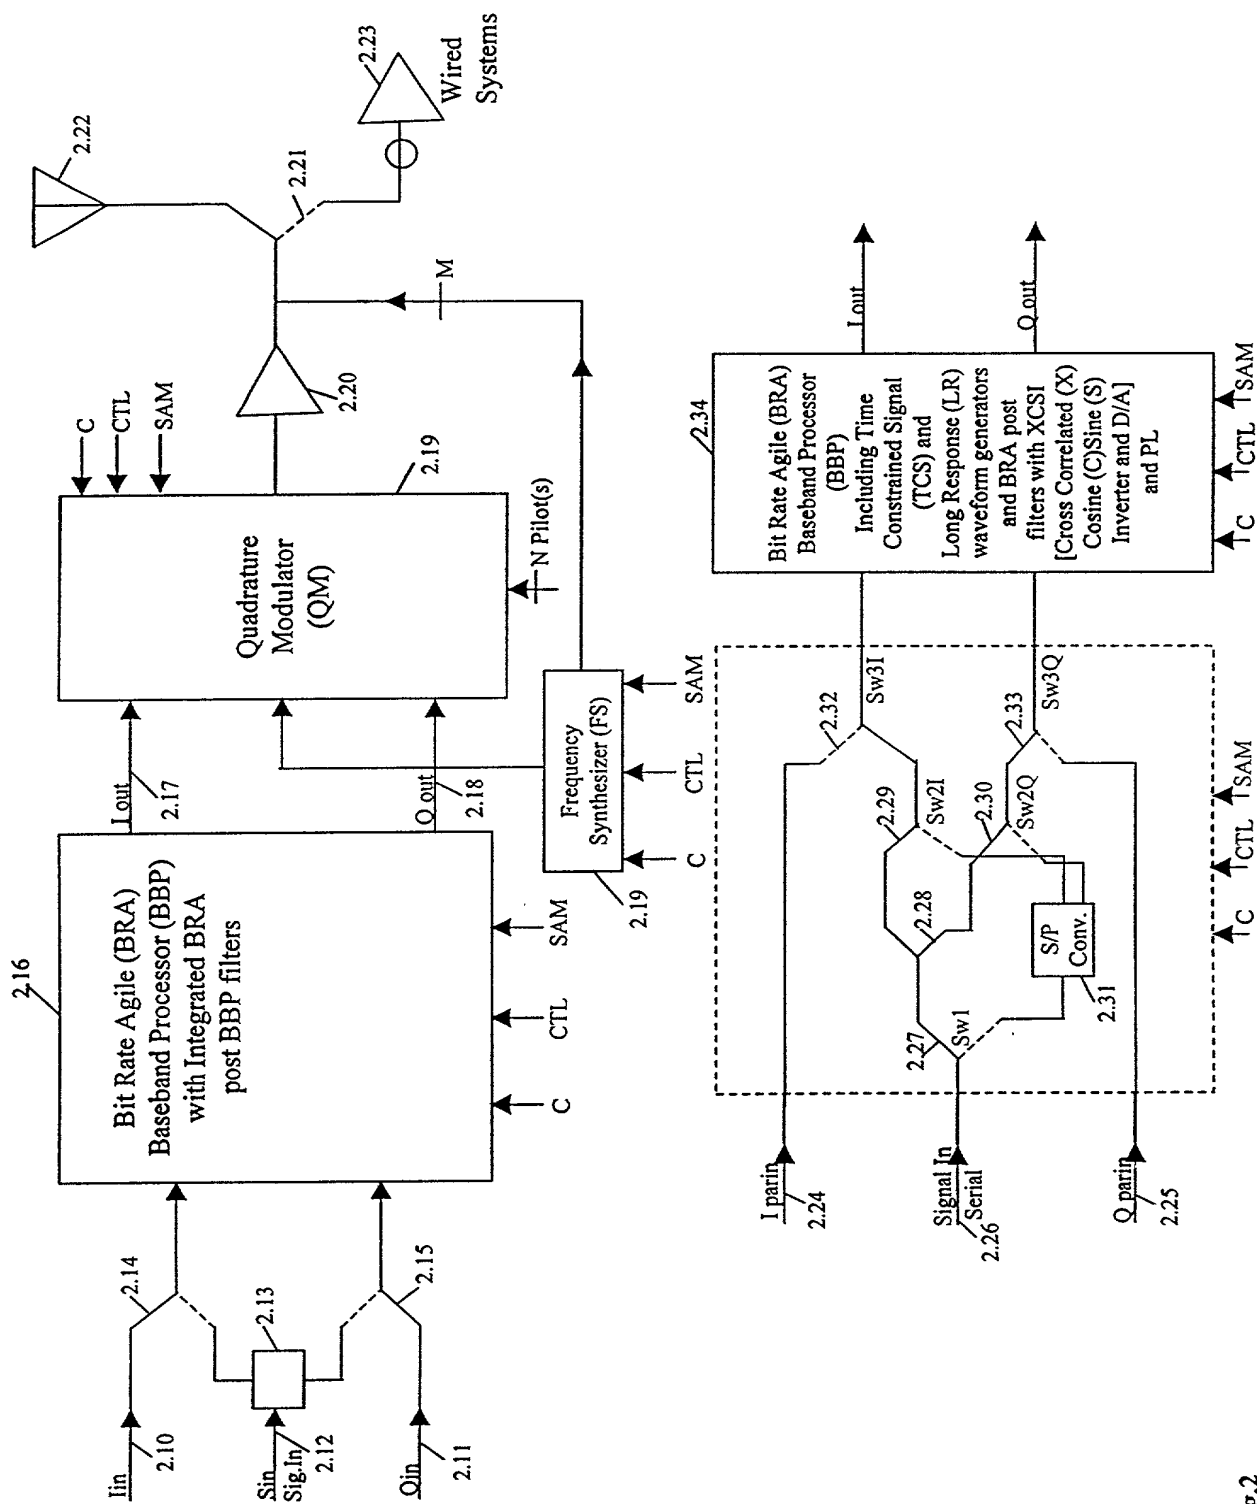 Iin
2.10
Sin
Sig.In
2.12
Qin
2.11
2.13
2.14
2.15
2.16
Bit Rate Agile (BRA)
Baseband Processor (BBP)
with Integrated BRA
post BBP filters
C
CTL
SAM
I out
2.17
Q out
2.18
Quadrature
Modulator
(QM)
2.19
C
CTL
SAM
N Pilot(s)
Frequency
Synthesizer (FS)
2.19
C
CTL
SAM
2.20
M
2.21
2.22
2.23
Wired
Systems
I parin
2.24
Signal In
Serial
2.26
Q parin
2.25
2.27
Sw1
2.28
2.29
Sw2I
2.30
Sw2Q
S/P
Conv.
2.31
2.32
Sw3I
2.33
Sw3Q
C
CTL
SAM
2.34
Bit Rate Agile (BRA)
Baseband Processor
(BBP)
Including Time
Constrained Signal
(TCS) and
Long Response (LR)
waveform generators
and BRA post
filters with XCSI
[Cross Correlated (X)
Cosine (C)Sine (S)
Inverter and D/A]
and PL
C
CTL
SAM
I out
Q out